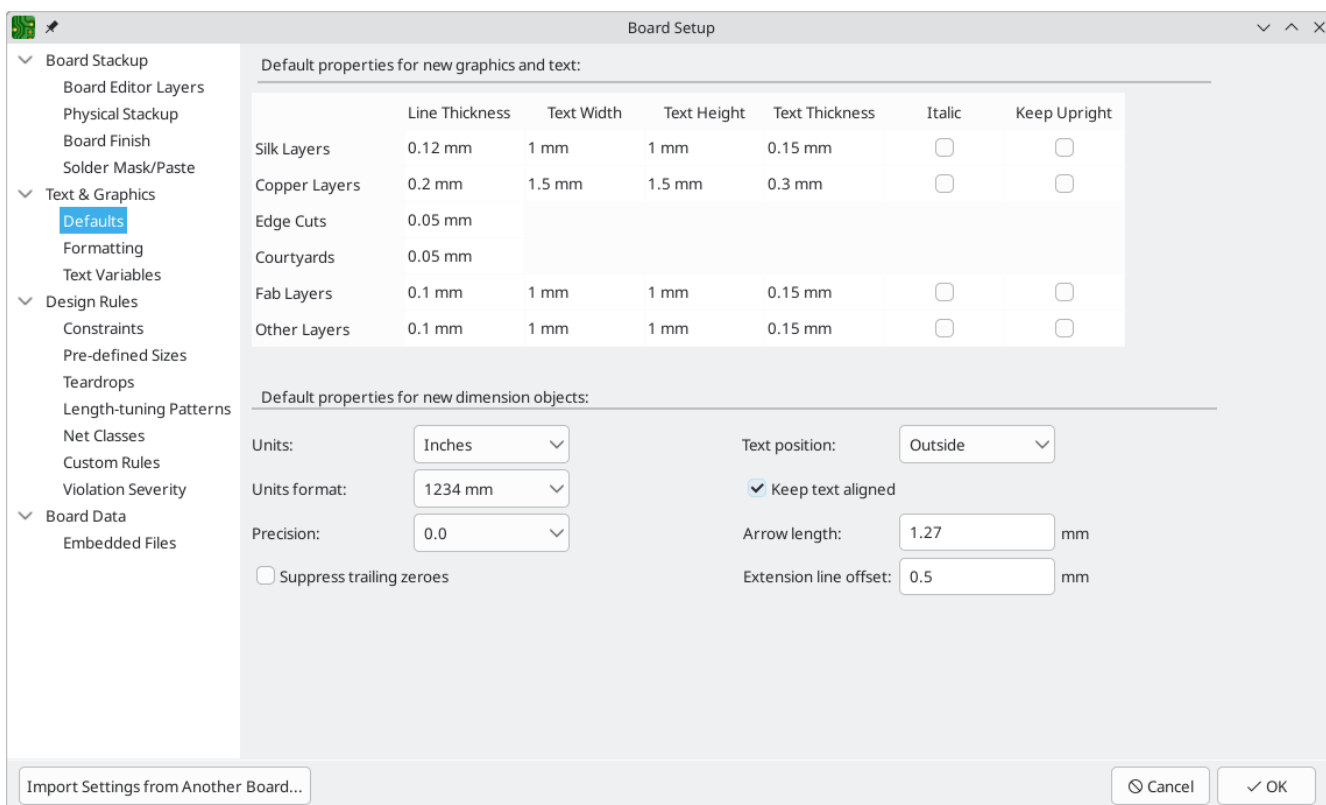 Board Setup
Board Stackup
Board Editor Layers
Physical Stackup
Board Finish
Solder Mask/Paste
Text & Graphics
Defaults
Formatting
Text Variables
Design Rules
Constraints
Pre-defined Sizes
Teardrops
Length-tuning Patterns
Net Classes
Custom Rules
Violation Severity
Board Data
Embedded Files
Default properties for new graphics and text:
Line Thickness Text Width Text Height Text Thickness Italic Keep Upright
Silk Layers 0.12 mm 1 mm 1 mm 0.15 mm
Copper Layers 0.2 mm 1.5 mm 1.5 mm 0.3 mm
Edge Cuts 0.05 mm
Courtyards 0.05 mm
Fab Layers 0.1 mm 1 mm 1 mm 0.15 mm
Other Layers 0.1 mm 1 mm 1 mm 0.15 mm
Default properties for new dimension objects:
Units: Inches Text position: Outside
Units format: 1234 mm Keep text aligned
Precision: 0.0 Arrow length: 1.27 mm
Suppress trailing zeroes Extension line offset: 0.5 mm
Import Settings from Another Board... Cancel OK